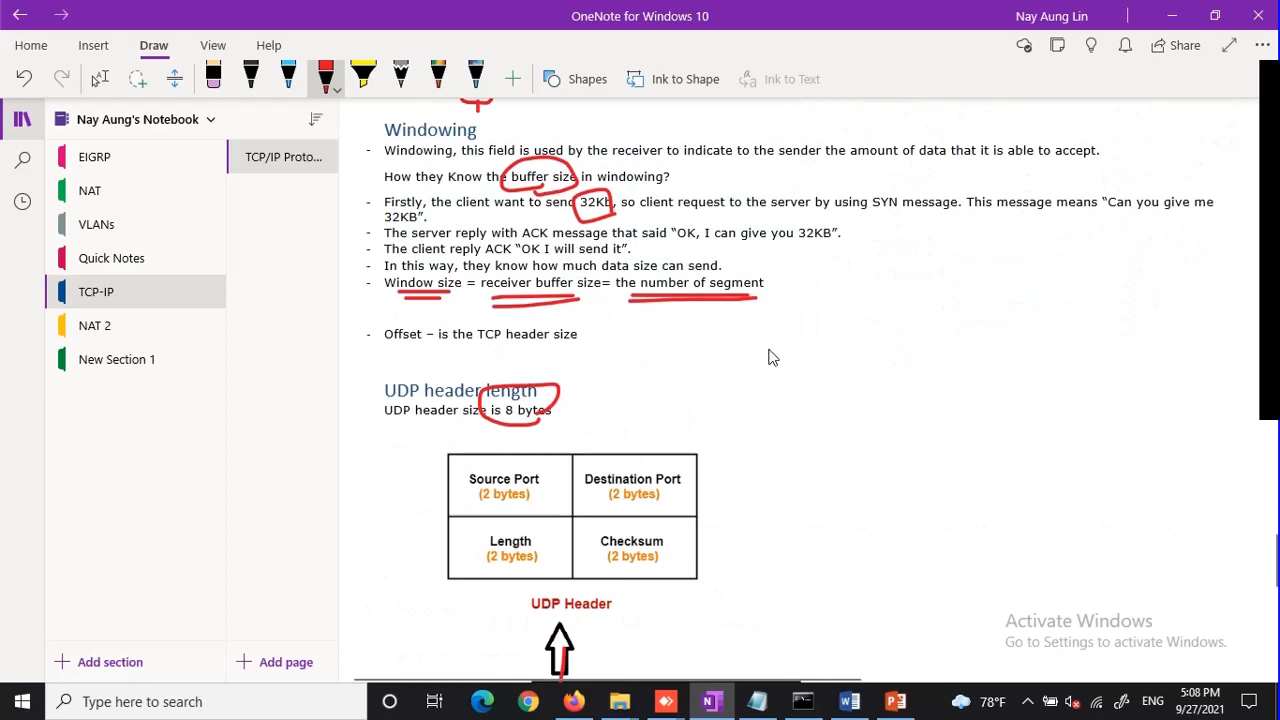 OneNote for Windows 10
Nay Aung Lin
Home Insert Draw View Help
Share
Shapes
Ink to Shape
Ink to Text
Nay Aung's Notebook
EIGRP
NAT
VLANs
Quick Notes
TCP-IP
NAT 2
New Section 1
Add section
TCP/IP Proto...
Add page
Windowing
- Windowing, this field is used by the receiver to indicate to the sender the amount of data that it is able to accept.
How they Know the buffer size in windowing?
- Firstly, the client want to send 32Kb, so client request to the server by using SYN message. This message means “Can you give me
32KB”.
- The server reply with ACK message that said “OK, I can give you 32KB”.
- The client reply ACK “OK I will send it”.
- In this way, they know how much data size can send.
- Window size = receiver buffer size= the number of segment
- Offset – is the TCP header size
UDP header length
UDP header size is 8 bytes
Source Port
(2 bytes)
Destination Port
(2 bytes)
Length
(2 bytes)
Checksum
(2 bytes)
UDP Header
Activate Windows
Go to Settings to activate Windows.
Type here to search
78°F
ENG
5:08 PM
9/27/2021